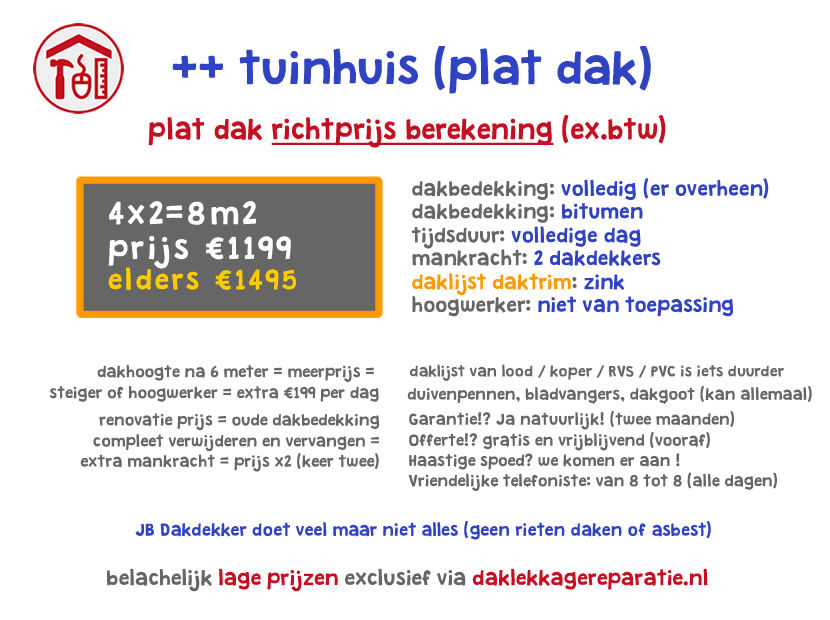 ++ tuinhuis (plat dak)
plat dak richtprijs berekening (ex.btw)
4x2=8m2
prijs €1199
elders €1495
dakbedekking: volledig (er overheen)
dakbedekking: bitumen
tijdsduur: volledige dag
mankracht: 2 dakdekkers
daklijst daktrim: zink
hoogwerker: niet van toepassing
dakhoogte na 6 meter = meerprijs =
steiger of hoogwerker = extra €199 per dag
renovatie prijs = oude dakbedekking
compleet verwijderen en vervangen =
extra mankracht = prijs x2 (keer twee)
daklijst van lood / koper / RVS / PVC is iets duurder
duivenpennen, bladvangers, dakgoot (kan allemaal)
Garantie!? Ja natuurlijk! (twee maanden)
Offerte!? gratis en vrijblijvend (vooraf)
Haastige spoed? we komen er aan !
Vriendelijke telefoniste: van 8 tot 8 (alle dagen)
JB Dakdekker doet veel maar niet alles (geen rieten daken of asbest)
belachelijk lage prijzen exclusief via daklekkagereparatie.nl